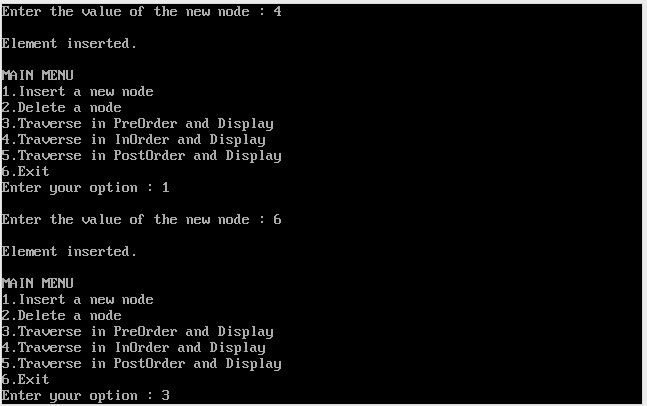 Enter the value of the new node : 4
Element inserted.
MAIN MENU
1.Insert a new node
2.Delete a node
3.Traverse in PreOrder and Display
4.Traverse in InOrder and Display
5.Traverse in PostOrder and Display
6.Exit
Enter your option : 1
Enter the value of the new node : 6
Element inserted.
MAIN MENU
1.Insert a new node
2.Delete a node
3.Traverse in PreOrder and Display
4.Traverse in InOrder and Display
5.Traverse in PostOrder and Display
6.Exit
Enter your option : 3